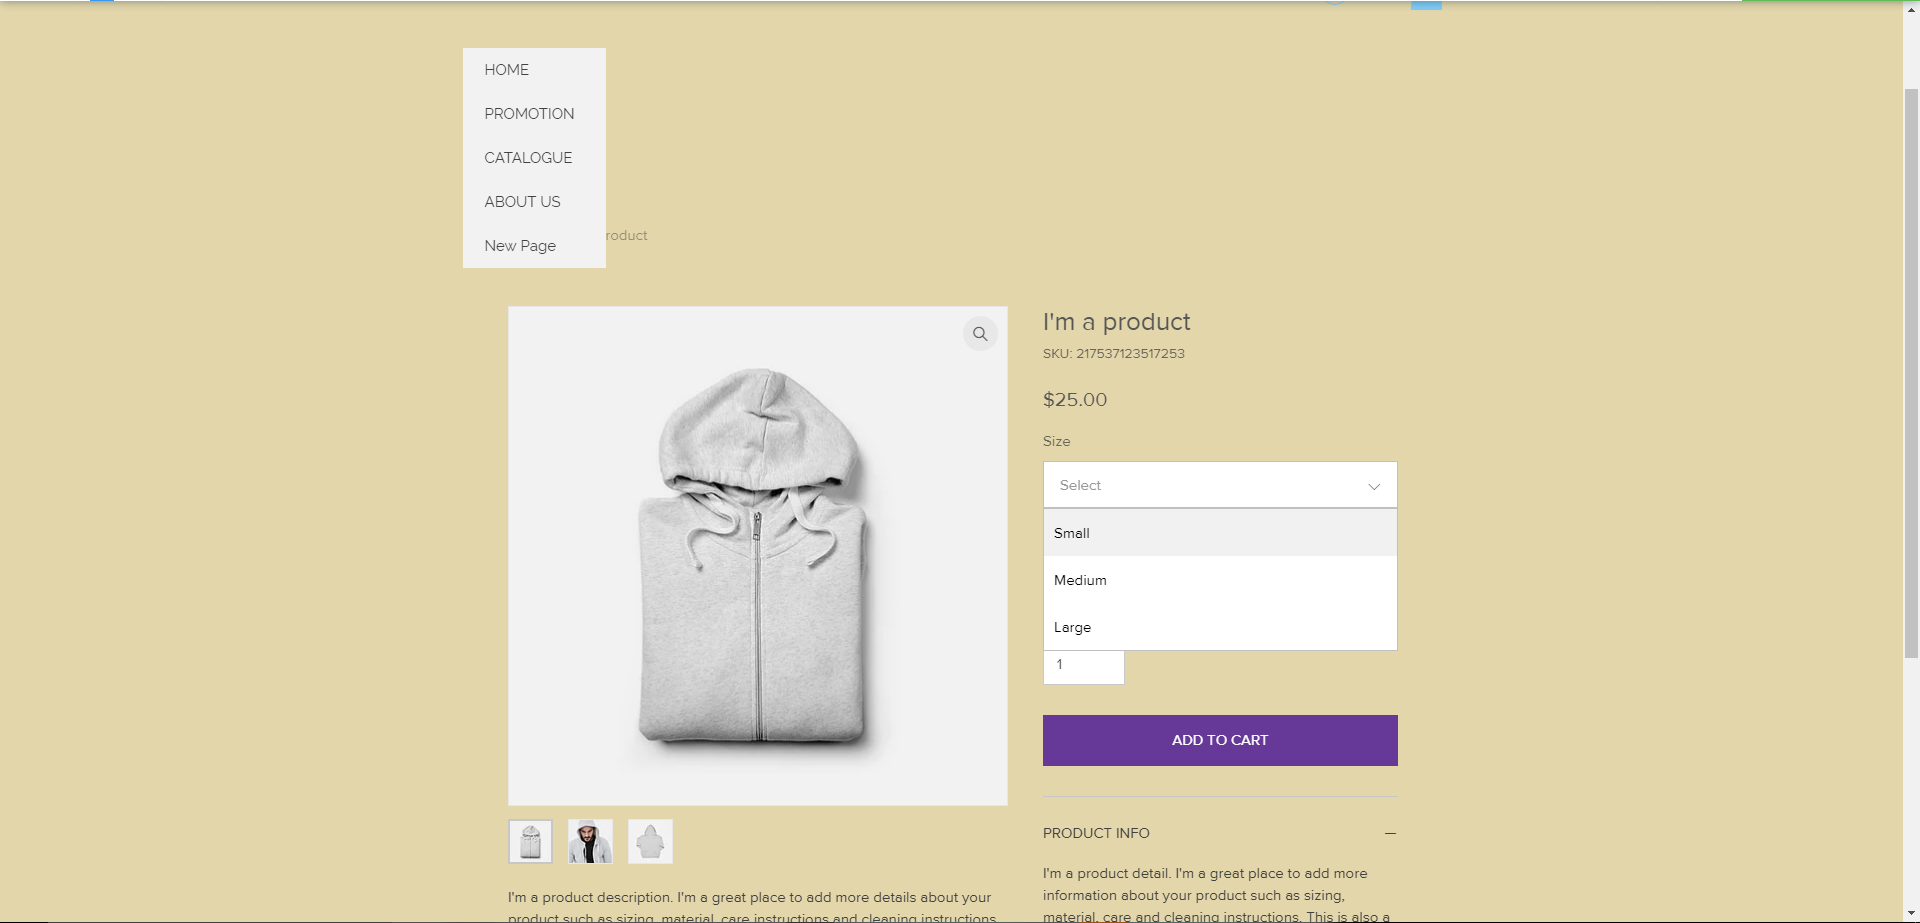 HOME
PROMOTION
CATALOGUE
ABOUT US
New Page
roduct
I'm a product
SKU: 217537123517253
$25.00
Size
Select
Small
Medium
Large
1
ADD TO CART
PRODUCT INFO
I'm a product detail. I'm a great place to add more
information about your product such as sizing,
material, care and cleaning instructions. This is also a
I'm a product description. I'm a great place to add more details about your
product such as sizing, material, care instructions and cleaning instructions.